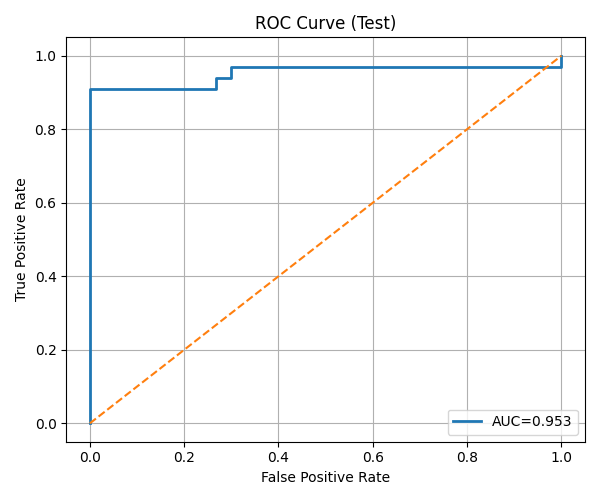 ROC Curve (Test)
True Positive Rate
1.0
0.8
0.6
0.4
0.2
0.0
0.0 0.2 0.4 0.6 0.8 1.0
False Positive Rate
AUC=0.953